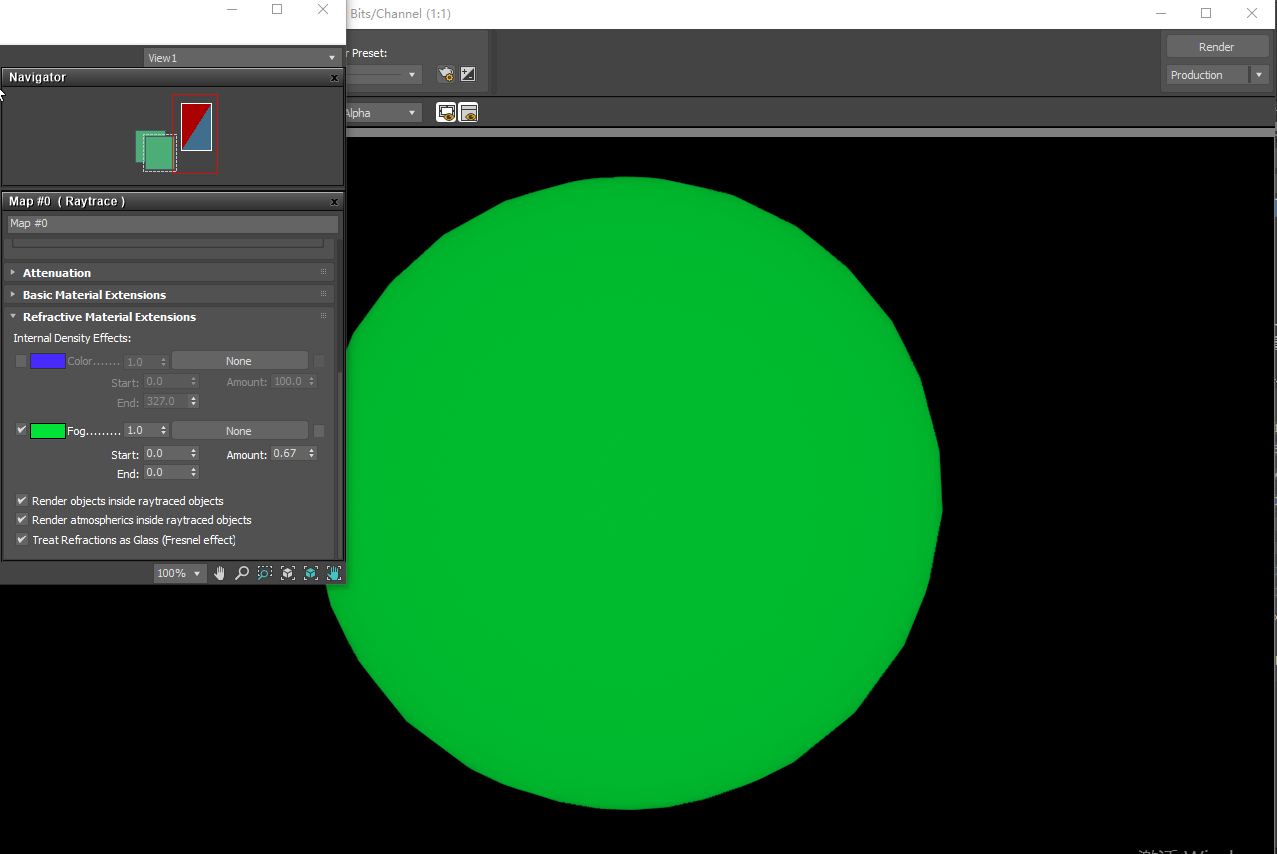 Bits/Channel (1:1)
View1
r Preset:
Render
Production
Navigator
Alpha
Map #0 ( Raytrace )
Map #0
Attenuation
Basic Material Extensions
Refractive Material Extensions
Internal Density Effects:
Color....... 1.0 None
Start: 0.0 Amount: 100.0
End: 327.0
Fog......... 1.0 None
Start: 0.0 Amount: 0.67
End: 0.0
Render objects inside raytraced objects
Render atmospherics inside raytraced objects
Treat Refractions as Glass (Fresnel effect)
100%